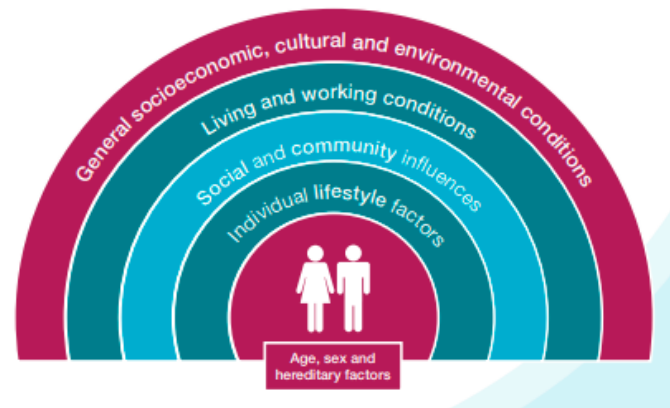 General socioeconomic, cultural and environmental conditions
Living and working conditions
Social and community influences
Individual lifestyle factors
Age, sex and
hereditary factors